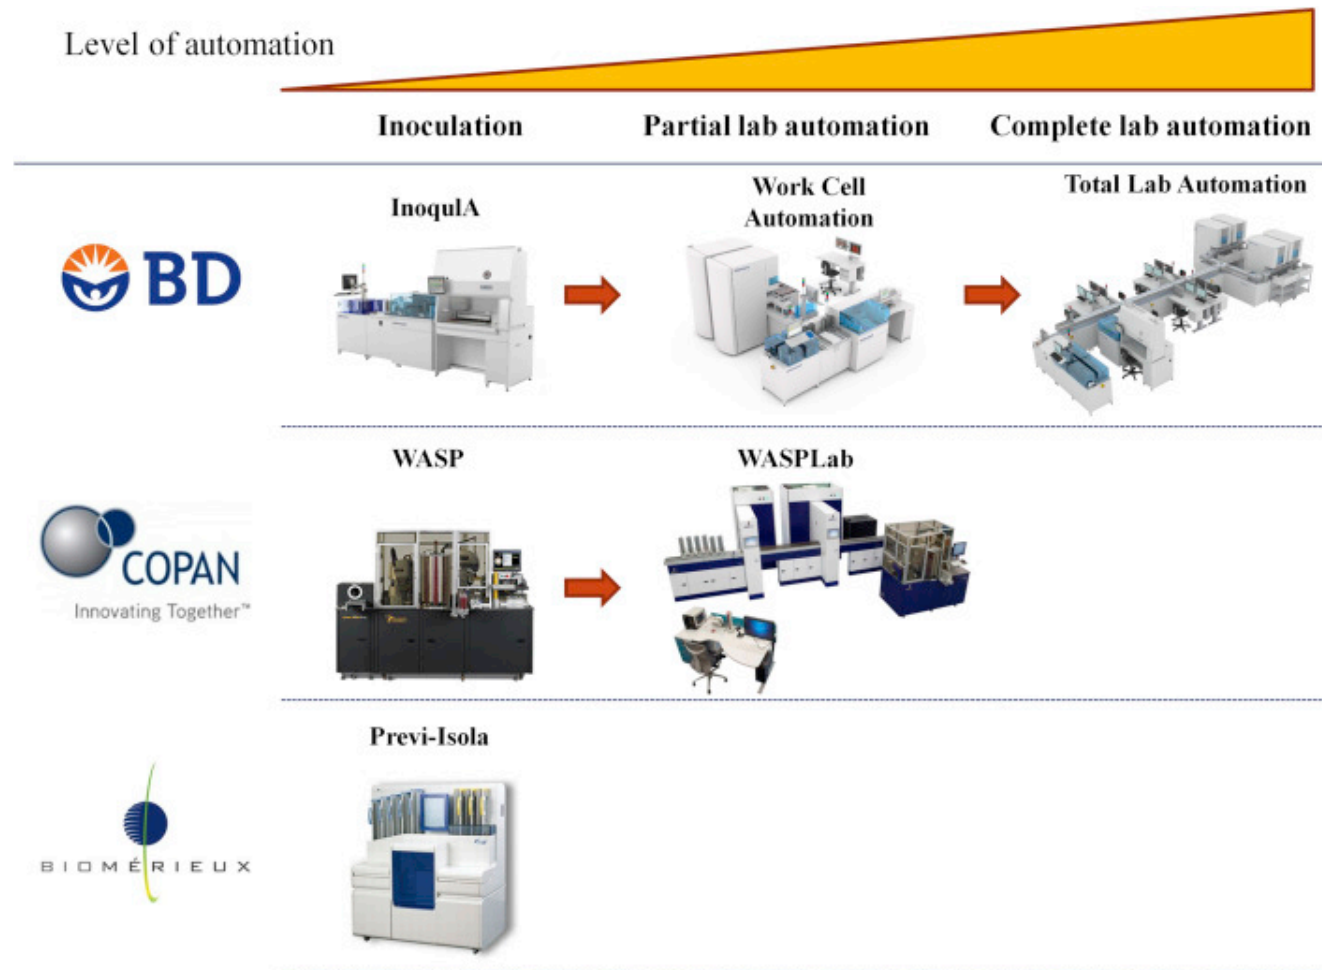 Level of automation
Inoculation
Partial lab automation
Complete lab automation
InoqulA
Work Cell
Automation
Total Lab Automation
BD
WASP
WASPLab
COPAN
Innovating Together™
Previ-Isola
BIOMÉRIEUX